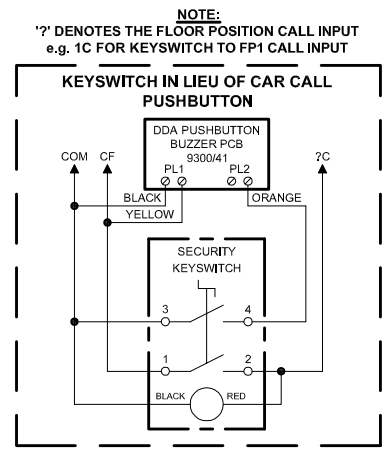 NOTE:
'?' DENOTES THE FLOOR POSITION CALL INPUT
e.g. 1C FOR KEYSWITCH TO FP1 CALL INPUT
KEYSWITCH IN LIEU OF CAR CALL
PUSHBUTTON
DDA PUSHBUTTON
BUZZER PCB
9300/41
COM CF ?C
PL1 PL2
BLACK ORANGE
YELLOW
SECURITY
KEYSWITCH
3 4
1 2
BLACK RED